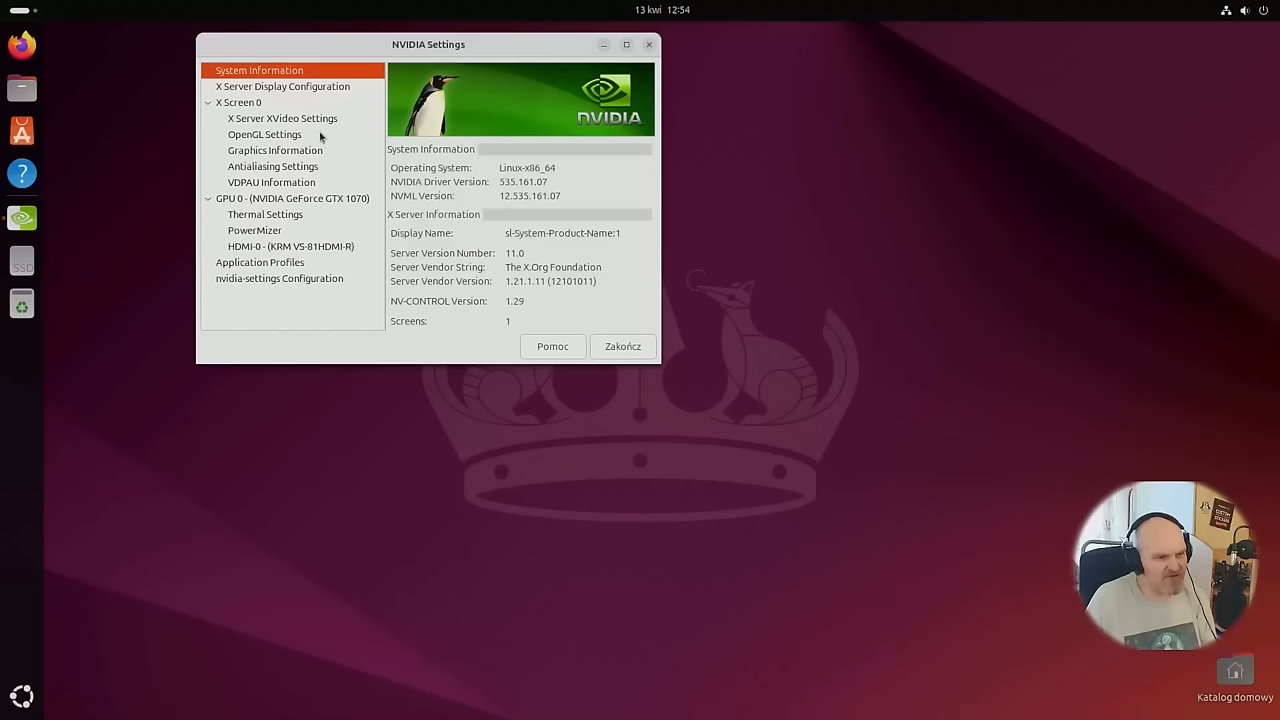 13 kwi 12:54
NVIDIA Settings
System Information
X Server Display Configuration
X Screen 0
X Server XVideo Settings
OpenGL Settings
Graphics Information
Antialiasing Settings
VDPAU Information
GPU 0 - (NVIDIA GeForce GTX 1070)
Thermal Settings
PowerMizer
HDMI-0 - (KRM VS-81HDMI-R)
Application Profiles
nvidia-settings Configuration
NVIDIA
System Information
Operating System: Linux-x86_64
NVIDIA Driver Version: 535.161.07
NVML Version: 12.535.161.07
X Server Information
Display Name: sl-System-Product-Name:1
Server Version Number: 11.0
Server Vendor String: The X.Org Foundation
Server Vendor Version: 1.21.1.11 (12101011)
NV-CONTROL Version: 1.29
Screens: 1
Pomoc
Zakończ
SSD
?
CUSTOM
STICKER
Katalog domowy